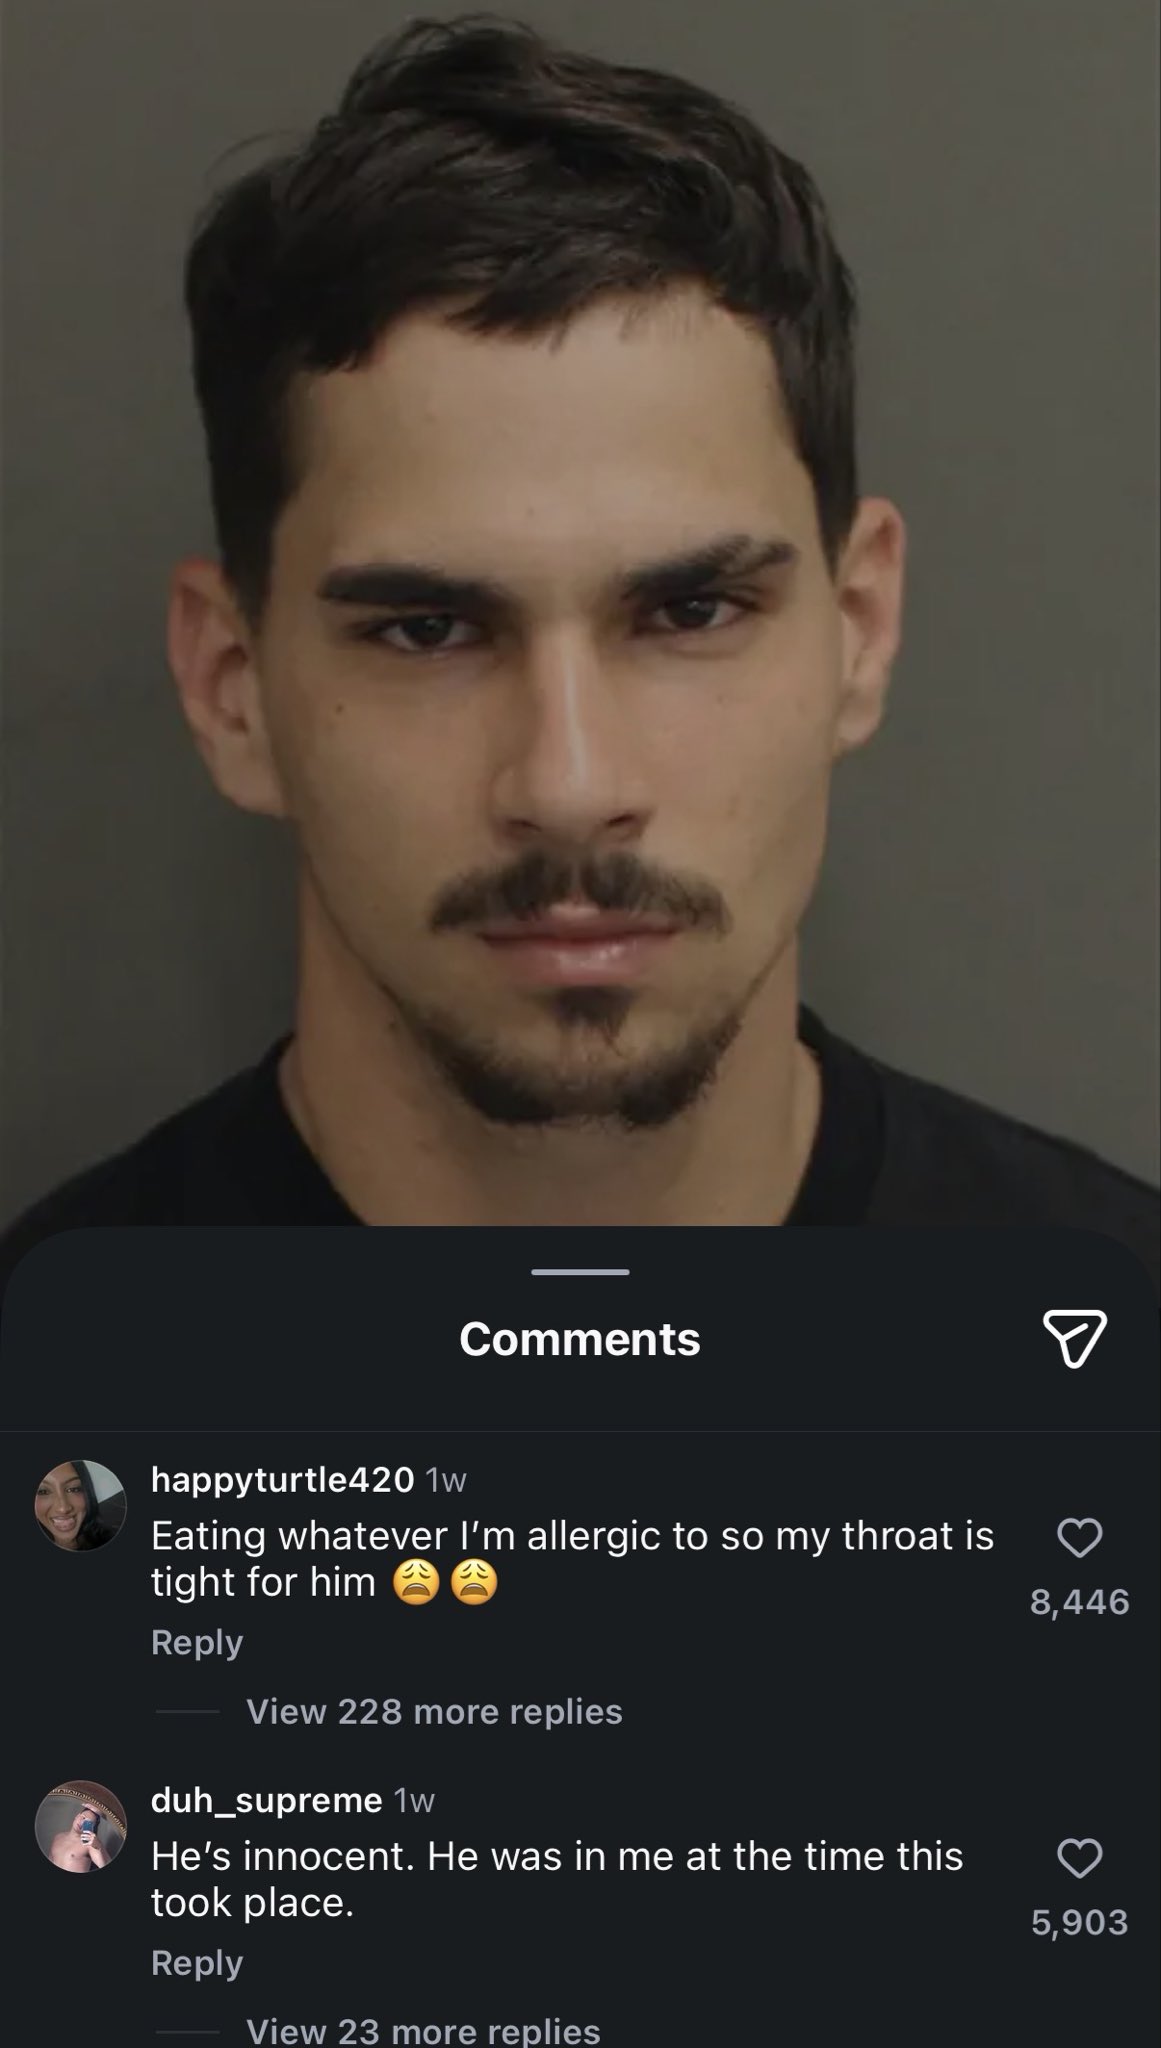 Comments
happyturtle420 1w
Eating whatever I’m allergic to so my throat is
tight for him 😩😩
8,446
Reply
View 228 more replies
duh_supreme 1w
He’s innocent. He was in me at the time this
took place.
5,903
Reply
View 23 more replies